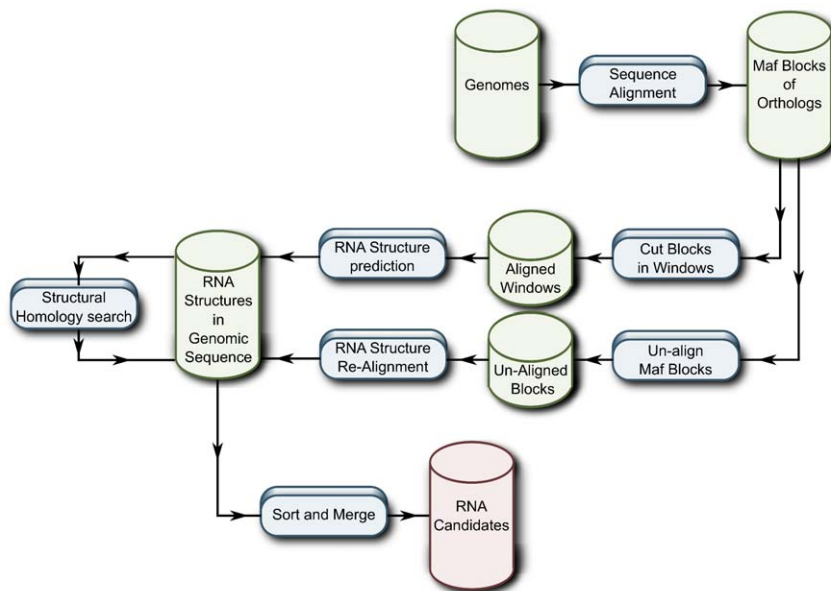 Genomes
Sequence
Alignment
Maf Blocks
of
Orthologs
RNA Structure
prediction
Aligned
Windows
Cut Blocks
in Windows
Structural
Homology search
RNA
Structures
in
Genomic
Sequence
RNA Structure
Re-Alignment
Un-Aligned
Blocks
Un-align
Maf Blocks
Sort and Merge
RNA
Candidates